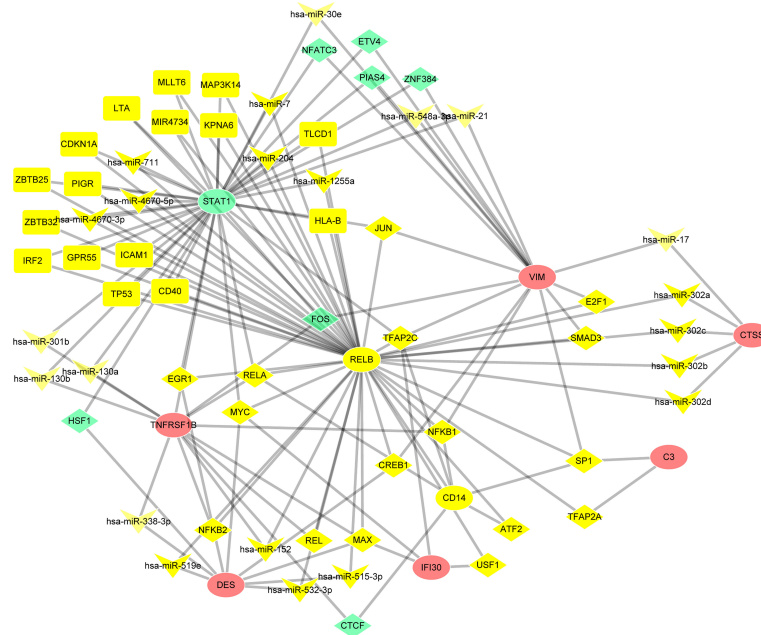 hsa-miR-30e
ETV4
NFATC3
PIAS4
ZNF384
MLLT6
MAP3K14
LTA
hsa-miR-7
hsa-miR-548a-3p
hsa-miR-21
MIR4734
KPNA6
TLCD1
CDKN1A
hsa-miR-711
hsa-miR-204
ZBTB25
PIGR
hsa-miR-1255a
hsa-miR-4670-5p
STAT1
ZBTB32
hsa-miR-4670-3p
HLA-B
JUN
hsa-miR-17
IRF2
GPR55
ICAM1
VIM
TP53
CD40
E2F1
hsa-miR-302a
FOS
hsa-miR-301b
TFAP2C
SMAD3
hsa-miR-302c
CTSS
RELB
hsa-miR-302b
hsa-miR-130b
hsa-miR-130a
EGR1
RELA
hsa-miR-302d
MYC
HSF1
TNFRSF1B
NFKB1
CREB1
SP1
C3
CD14
TFAP2A
hsa-miR-338-3p
NFKB2
ATF2
REL
MAX
hsa-miR-152
hsa-miR-519e
IFI30
USF1
hsa-miR-515-3p
DES
hsa-miR-532-3p
CTCF